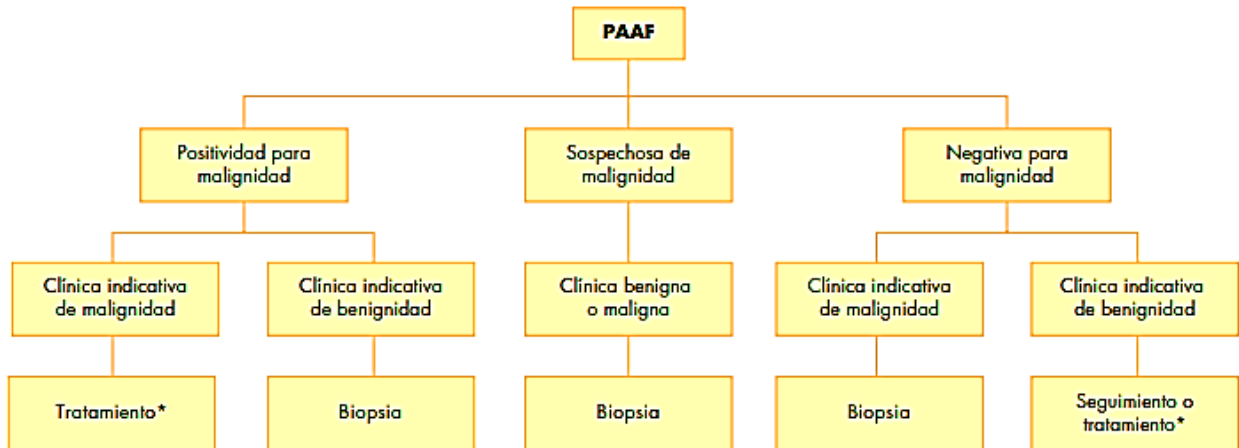 PAAF
Positividad para
malignidad
Sospechosa de
malignidad
Negativa para
malignidad
Clínica indicativa
de malignidad
Clínica indicativa
de benignidad
Clínica benigna
o maligna
Clínica indicativa
de malignidad
Clínica indicativa
de benignidad
Tratamiento*
Biopsia
Biopsia
Biopsia
Seguimiento o
tratamiento*